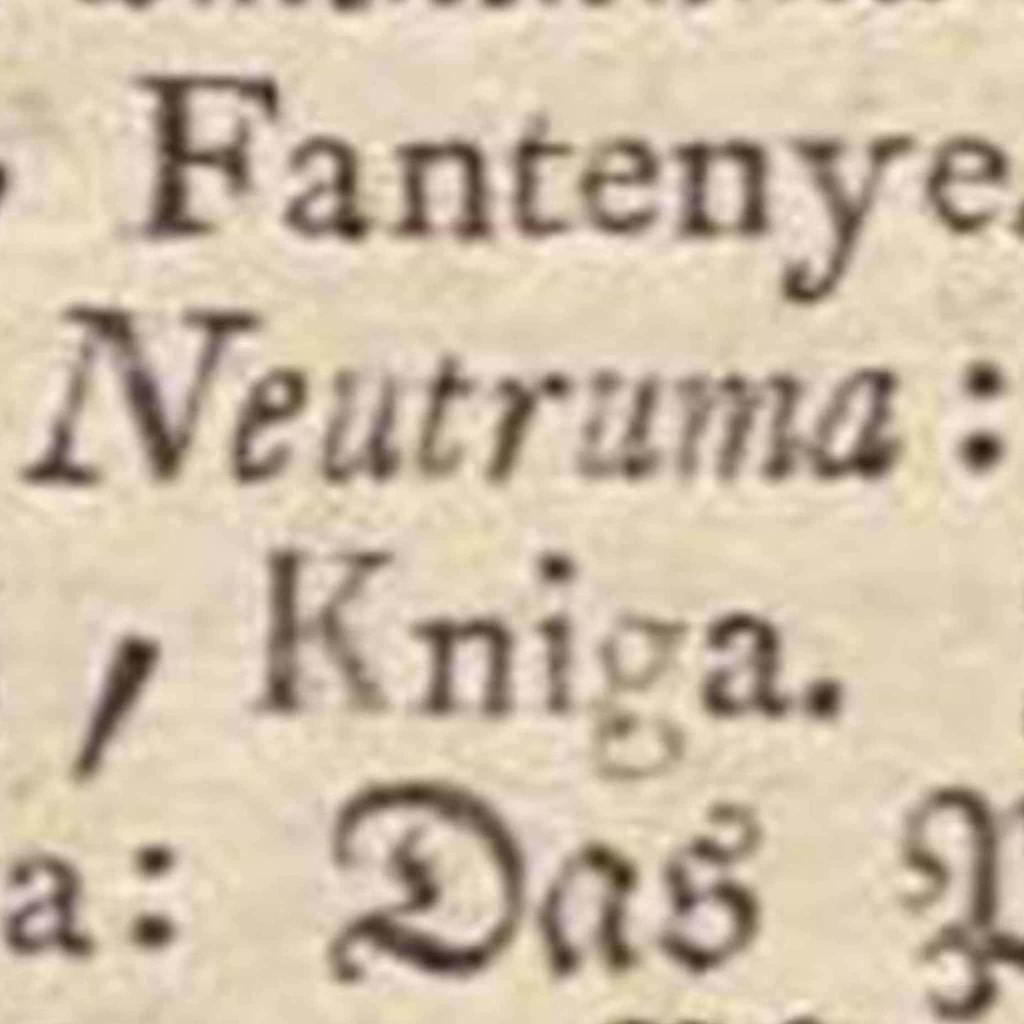 , Fantenye
Neutruma :
, Kniga.
a: Das